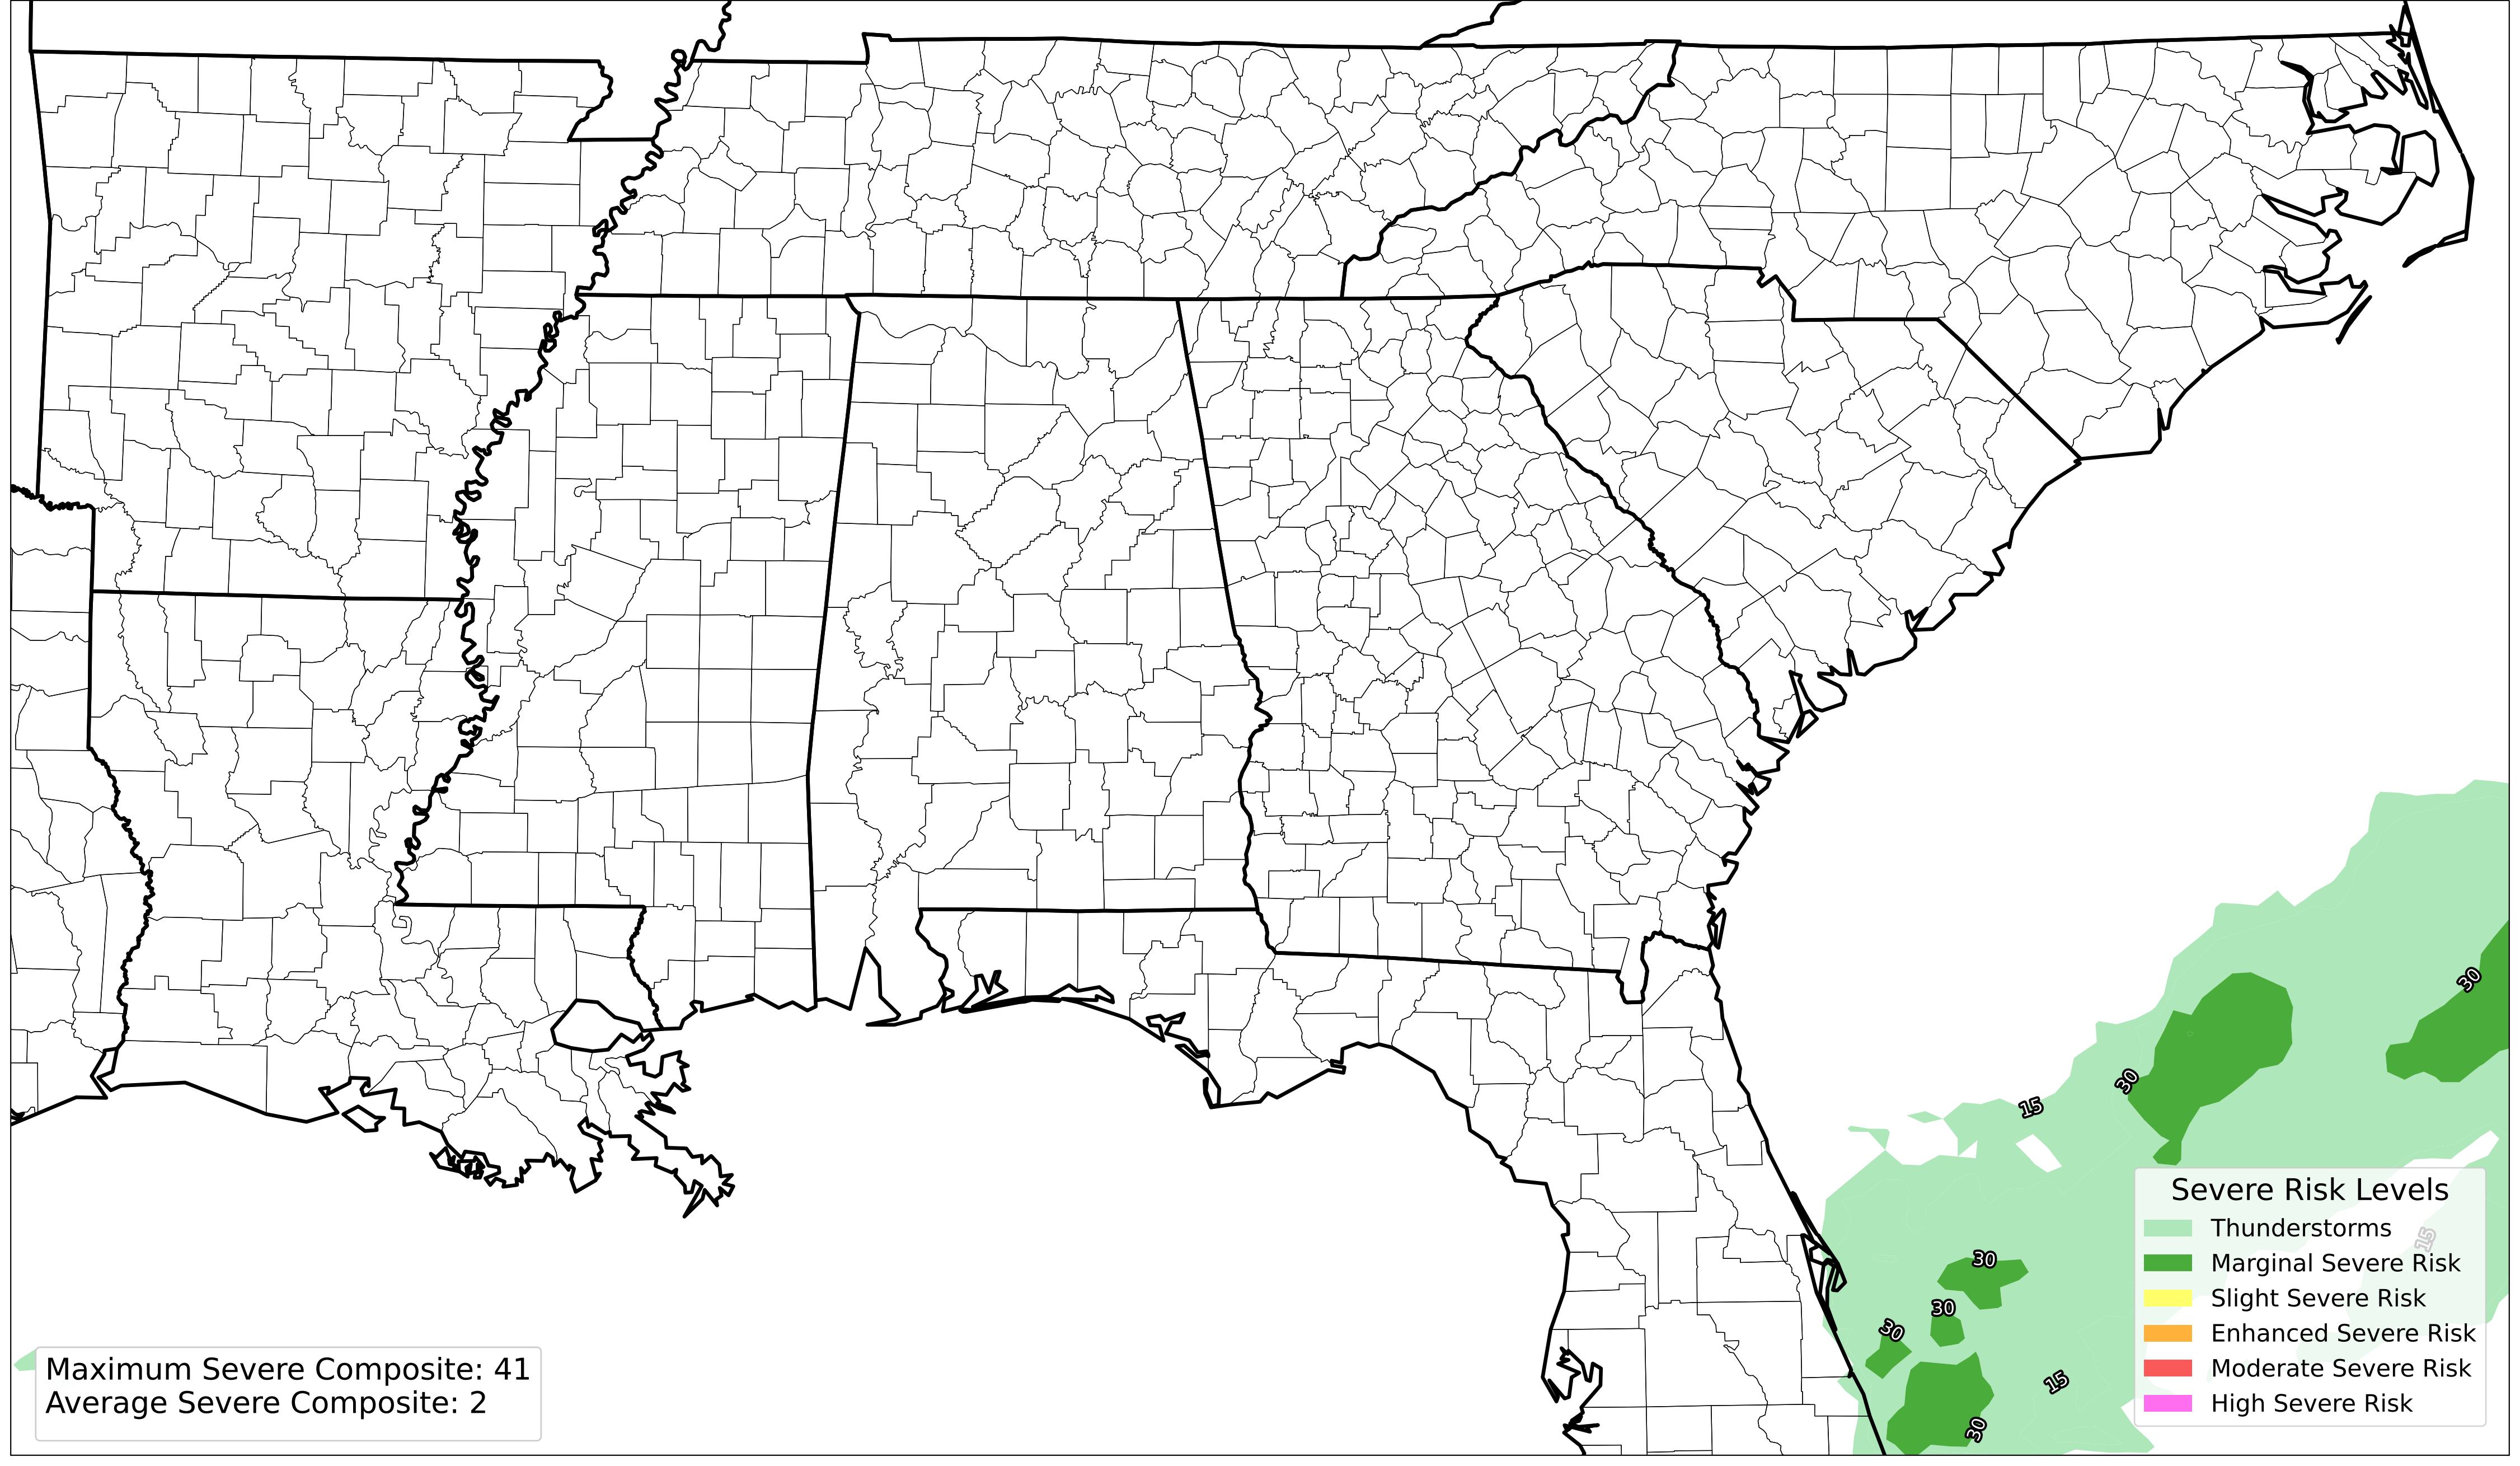 30
30
15
Severe Risk Levels
Thunderstorms
15
Marginal Severe Risk
30
Slight Severe Risk
30
Enhanced Severe Risk
30
Moderate Severe Risk
15
High Severe Risk
30
Maximum Severe Composite: 41
Average Severe Composite: 2